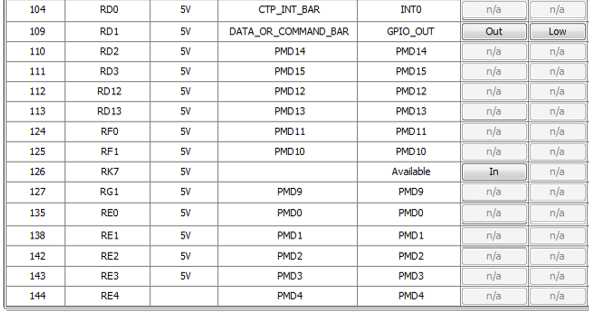 104 RD0 5V CTP_INT_BAR INT0 n/a n/a
109 RD1 5V DATA_OR_COMMAND_BAR GPIO_OUT Out Low
110 RD2 5V PMD14 PMD14 n/a n/a
111 RD3 5V PMD15 PMD15 n/a n/a
112 RD12 5V PMD12 PMD12 n/a n/a
113 RD13 5V PMD13 PMD13 n/a n/a
124 RF0 5V PMD11 PMD11 n/a n/a
125 RF1 5V PMD10 PMD10 n/a n/a
126 RK7 5V Available In n/a
127 RG1 5V PMD9 PMD9 n/a n/a
135 RE0 5V PMD0 PMD0 n/a n/a
138 RE1 5V PMD1 PMD1 n/a n/a
142 RE2 5V PMD2 PMD2 n/a n/a
143 RE3 5V PMD3 PMD3 n/a n/a
144 RE4 PMD4 PMD4 n/a n/a